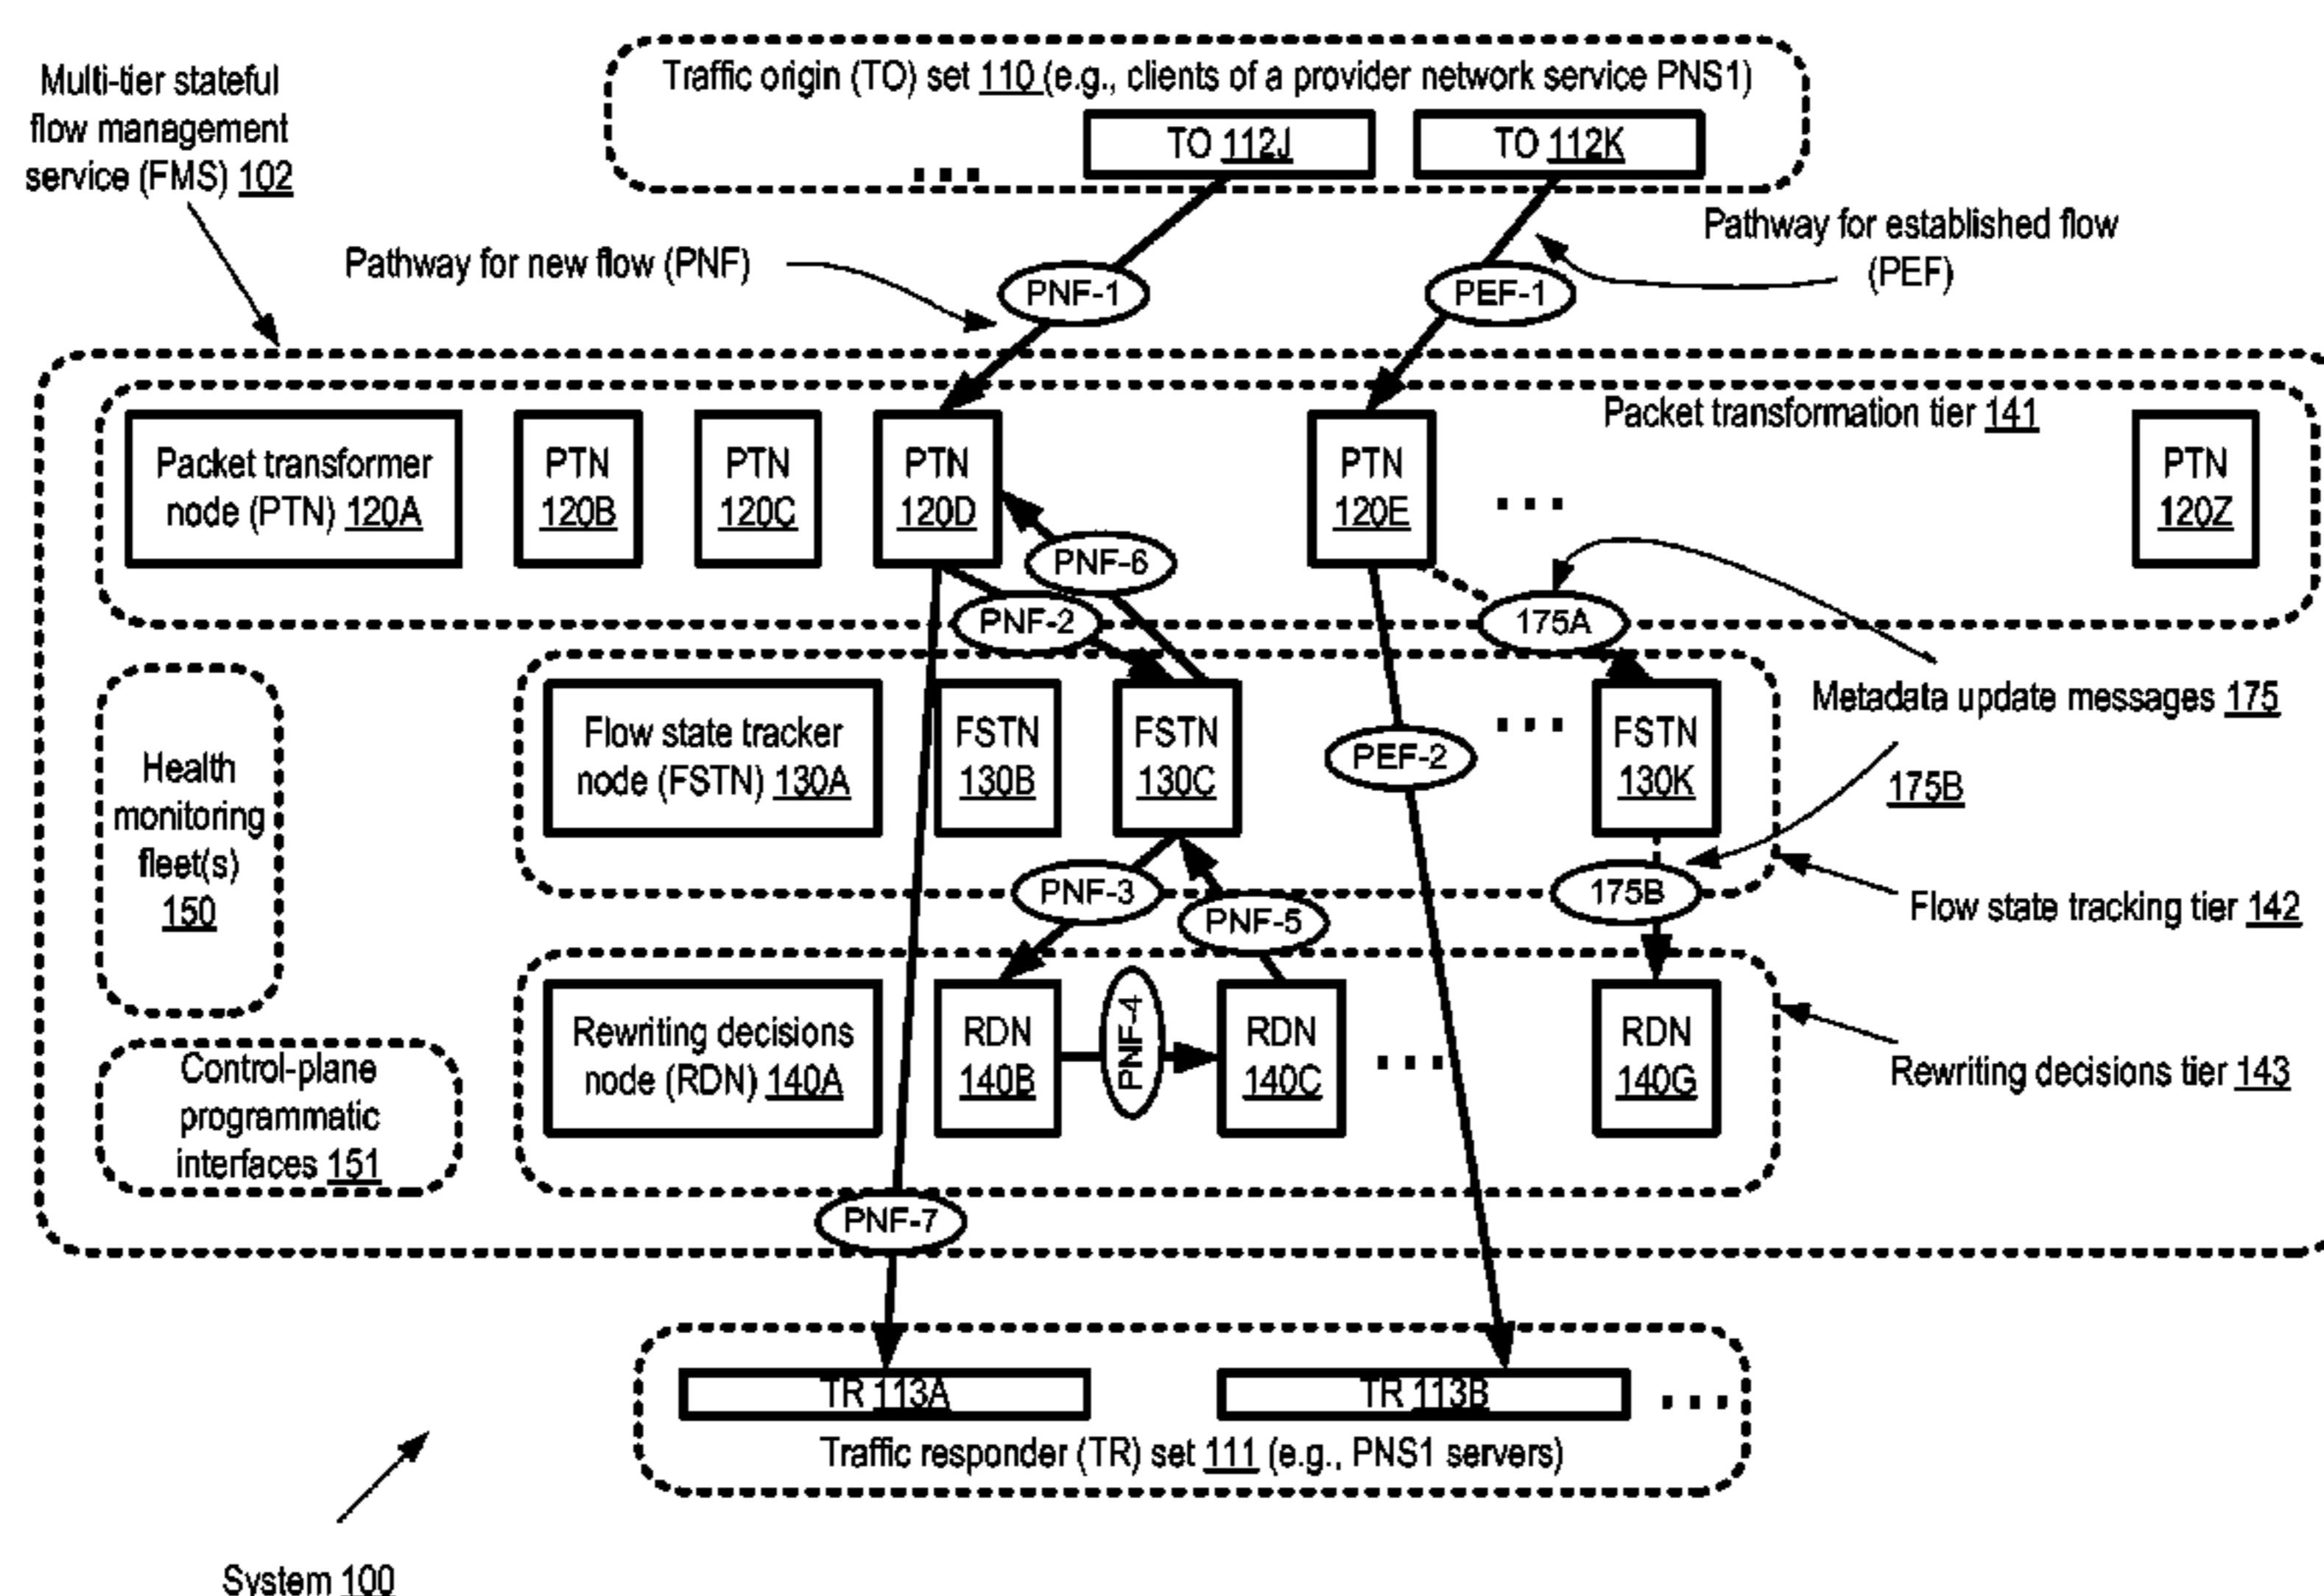 Traffic origin (TO) set 110 (e.g., clients of a provider network service PNS1)
Multi-tier stateful
flow management
service (FMS) 102
TO 112J
TO 112K
...
Pathway for established flow
(PEF)
Pathway for new flow (PNF)
PNF-1
PEF-1
Packet transformation tier 141
Packet transformer
node (PTN) 120A
PTN
120B
PTN
120C
PTN
120D
PTN
120E
...
PTN
120Z
PNF-6
PNF-2
175A
Health
monitoring
fleet(s)
150
Flow state tracker
node (FSTN) 130A
FSTN
130B
FSTN
130C
PEF-2
...
FSTN
130K
Metadata update messages 175
175B
PNF-3
PNF-5
175B
Flow state tracking tier 142
Rewriting decisions
node (RDN) 140A
RDN
140B
PNF-4
RDN
140C
...
RDN
140G
Rewriting decisions tier 143
Control-plane
programmatic
interfaces 151
PNF-7
TR 113A
TR 113B
...
Traffic responder (TR) set 111 (e.g., PNS1 servers)
System 100